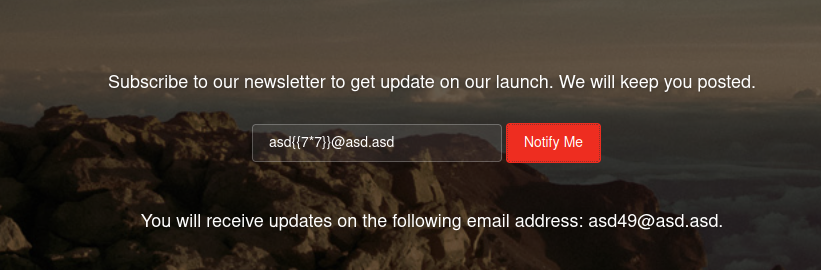 Subscribe to our newsletter to get update on our launch. We will keep you posted.
asd{{7*7}}@asd.asd Notify Me
You will receive updates on the following email address: asd49@asd.asd.